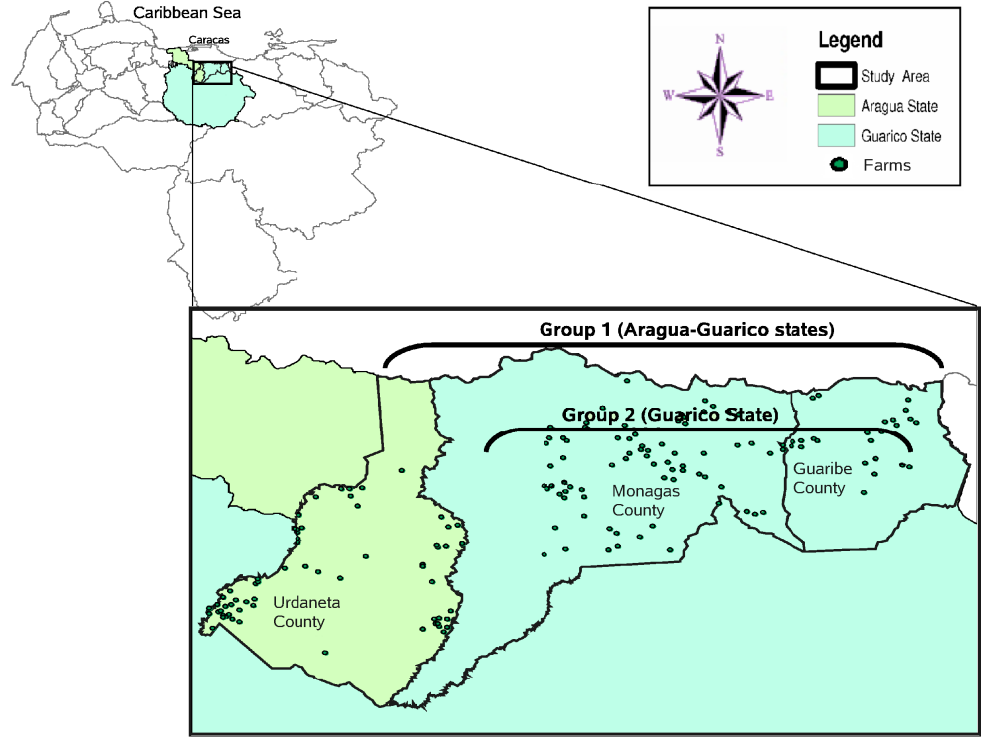 Caribbean Sea
Caracas
N
W
E
S
Legend
Study Area
Aragua State
Guarico State
Farms
Group 1 (Aragua-Guarico states)
Group 2 (Guarico State)
Guaribe
County
Monagas
County
Urdaneta
County